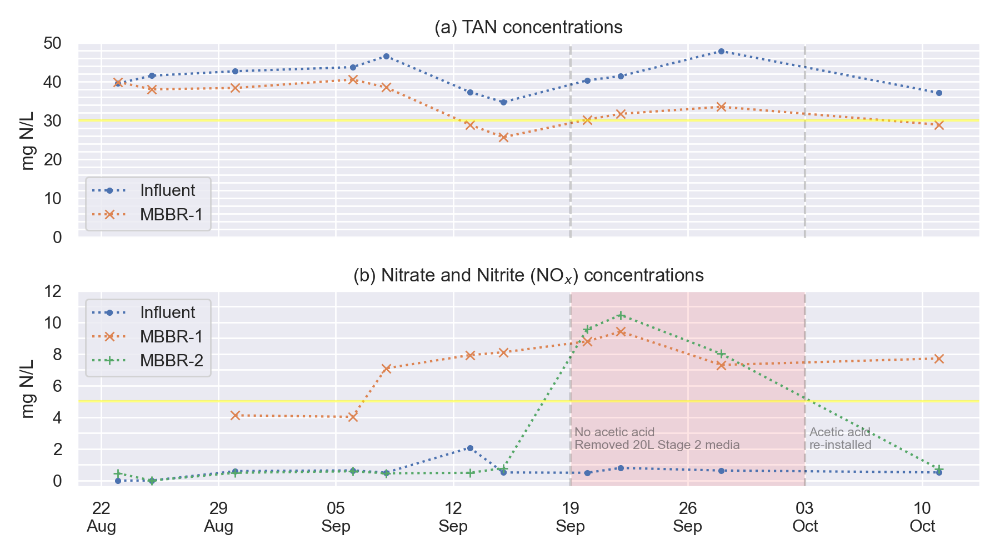 (a) TAN concentrations
50
40
30
20
10
0
mg N/L
Influent
MBBR-1
(b) Nitrate and Nitrite (NOₓ) concentrations
12
10
8
6
4
2
0
mg N/L
Influent
MBBR-1
MBBR-2
No acetic acid
Removed 20L Stage 2 media
Acetic acid
re-installed
22 29 05 12 19 26 03 10
Aug Aug Sep Sep Sep Sep Oct Oct